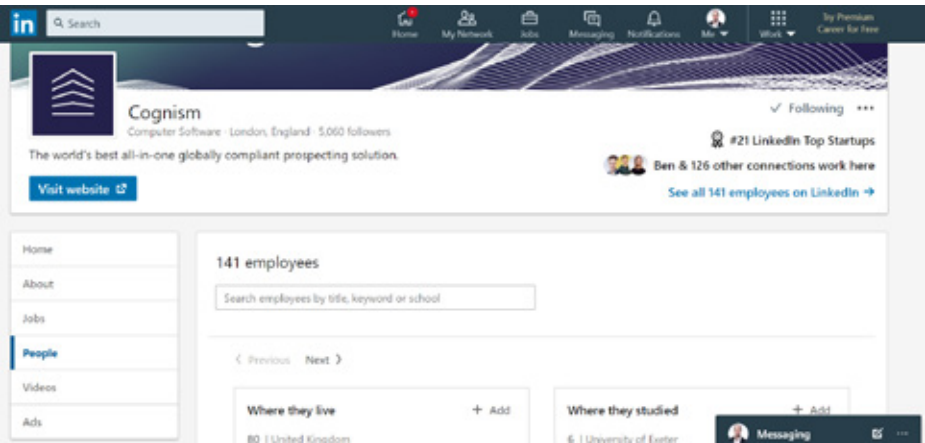 in
Search
Home
My Network
Jobs
Messaging
Notifications
Me
Work
Try Premium
Career for Free
Cognism
Computer Software · London, England · 5,060 followers
The world's best all-in-one globally compliant prospecting solution.
Visit website
Following
#21 LinkedIn Top Startups
Ben & 126 other connections work here
See all 141 employees on LinkedIn →
Home
About
Jobs
People
Videos
Ads
141 employees
Search employees by title, keyword or school
Previous Next
Where they live + Add
80 | United Kingdom
Where they studied + Add
6 | University of Exeter
Messaging